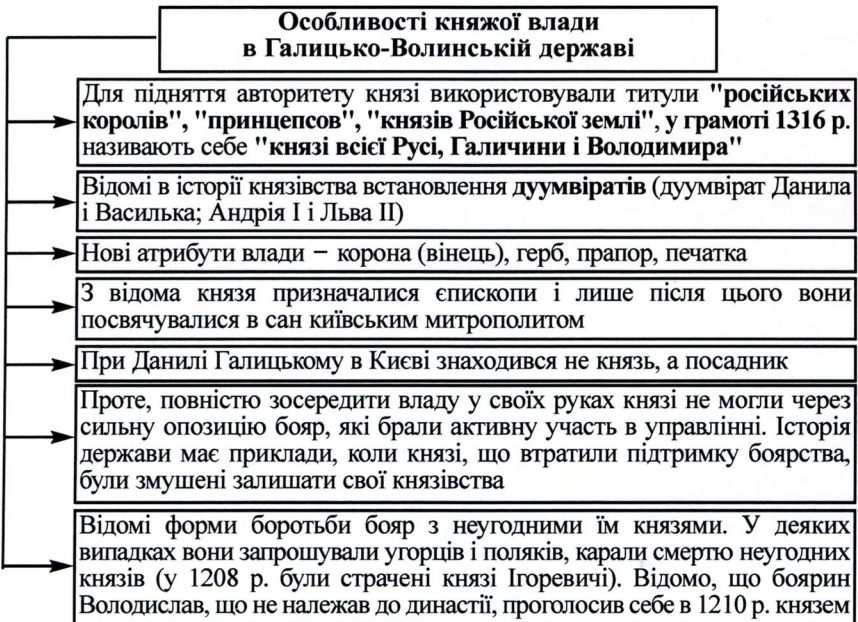 Особливості княжої влади
в Галицько-Волинській державі
Для підняття авторитету князі використовували титули "російських
королів", "принцепсов", "князів Російської землі", у грамоті 1316 р.
називають себе "князі всієї Русі, Галичини і Володимира"
Відомі в історії князівства встановлення дуумвіратів (дуумвірат Данила
і Василька; Андрія І і Льва ІІ)
Нові атрибути влади − корона (вінець), герб, прапор, печатка
З відома князя призначалися єпископи і лише після цього вони
посвячувалися в сан київським митрополитом
При Данилі Галицькому в Києві знаходився не князь, а посадник
Проте, повністю зосередити владу у своїх руках князі не могли через
сильну опозицію бояр, які брали активну участь в управлінні. Історія
держави має приклади, коли князі, що втратили підтримку боярства,
були змушені залишати свої князівства
Відомі форми боротьби бояр з неугодними їм князями. У деяких
випадках вони запрошували угорців і поляків, карали смертю неугодних
князів (у 1208 р. були страчені князі Ігоревичі). Відомо, що боярин
Володислав, що не належав до династії, проголосив себе в 1210 р. князем